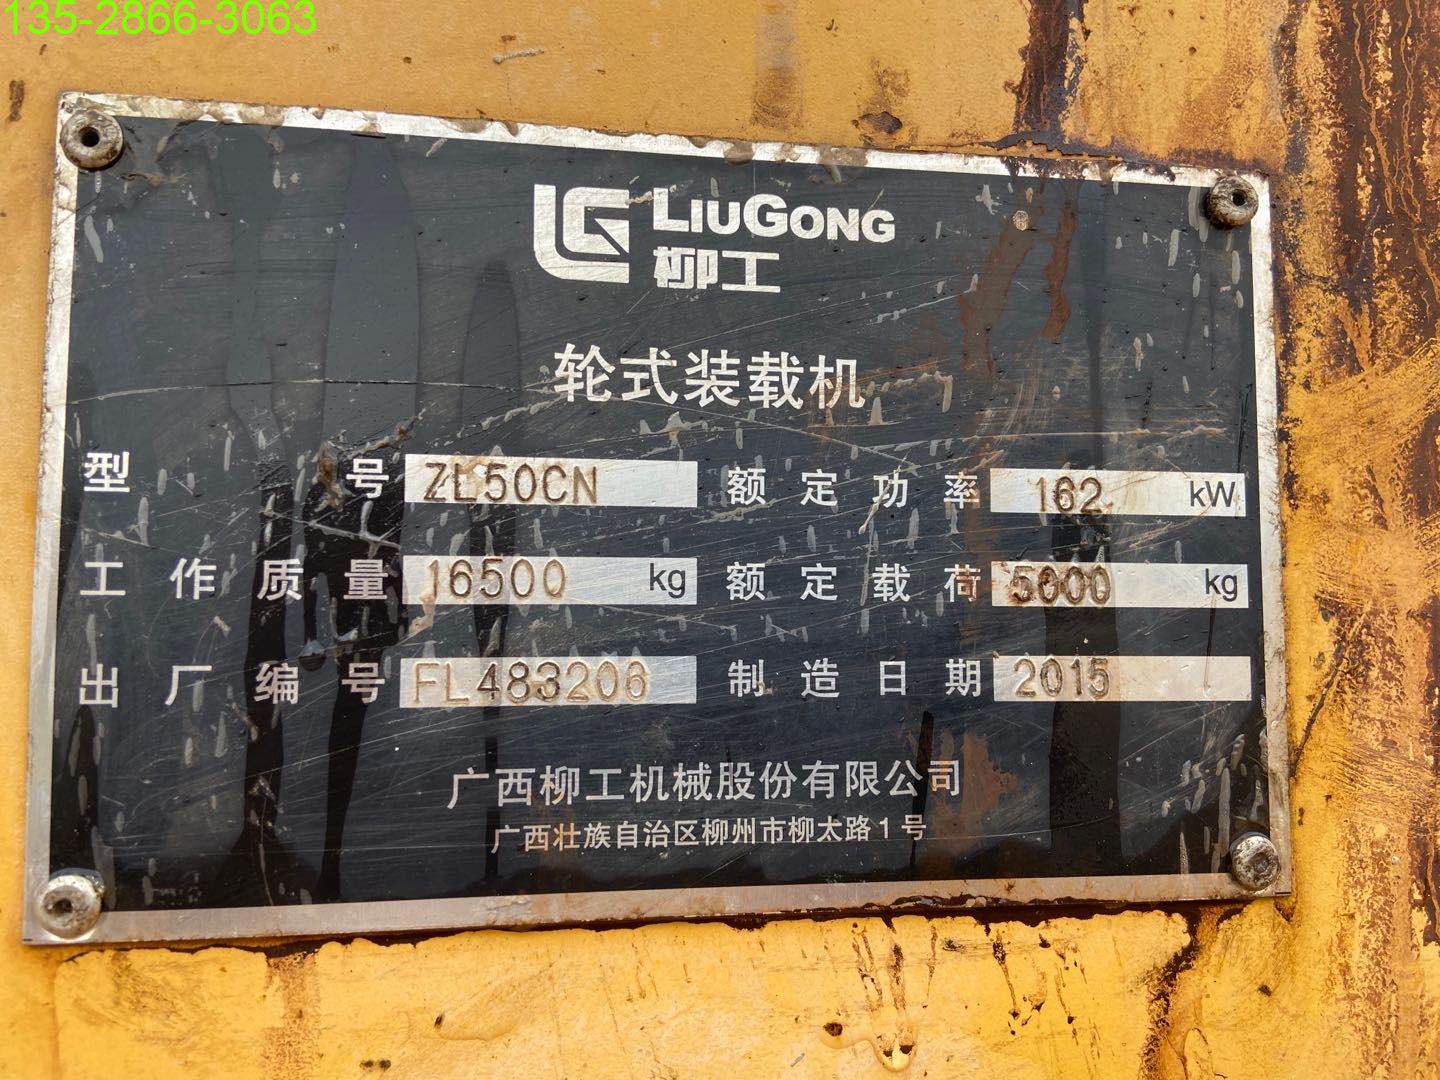 135-2866-3063
LG LIUGONG
柳工
轮式装载机
型号 ZL50CN 额定功率 162 kW
工作质量 16500 kg 额定载荷 5000 kg
出厂编号 FL483206 制造日期 2015
广西柳工机械股份有限公司
广西壮族自治区柳州市柳太路1号